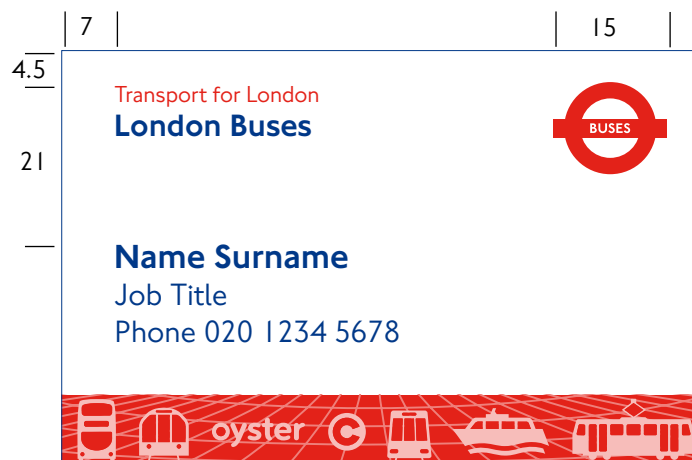 7 15
4.5
Transport for London
London Buses
BUSES
21
Name Surname
Job Title
Phone 020 1234 5678
oyster
C